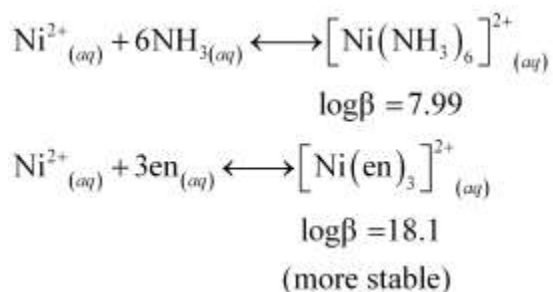 Ni²⁺₍aq₎ + 6NH₃₍aq₎ ⟷ [Ni(NH₃)₆]²⁺₍aq₎
logβ = 7.99
Ni²⁺₍aq₎ + 3en₍aq₎ ⟷ [Ni(en)₃]²⁺₍aq₎
logβ = 18.1
(more stable)